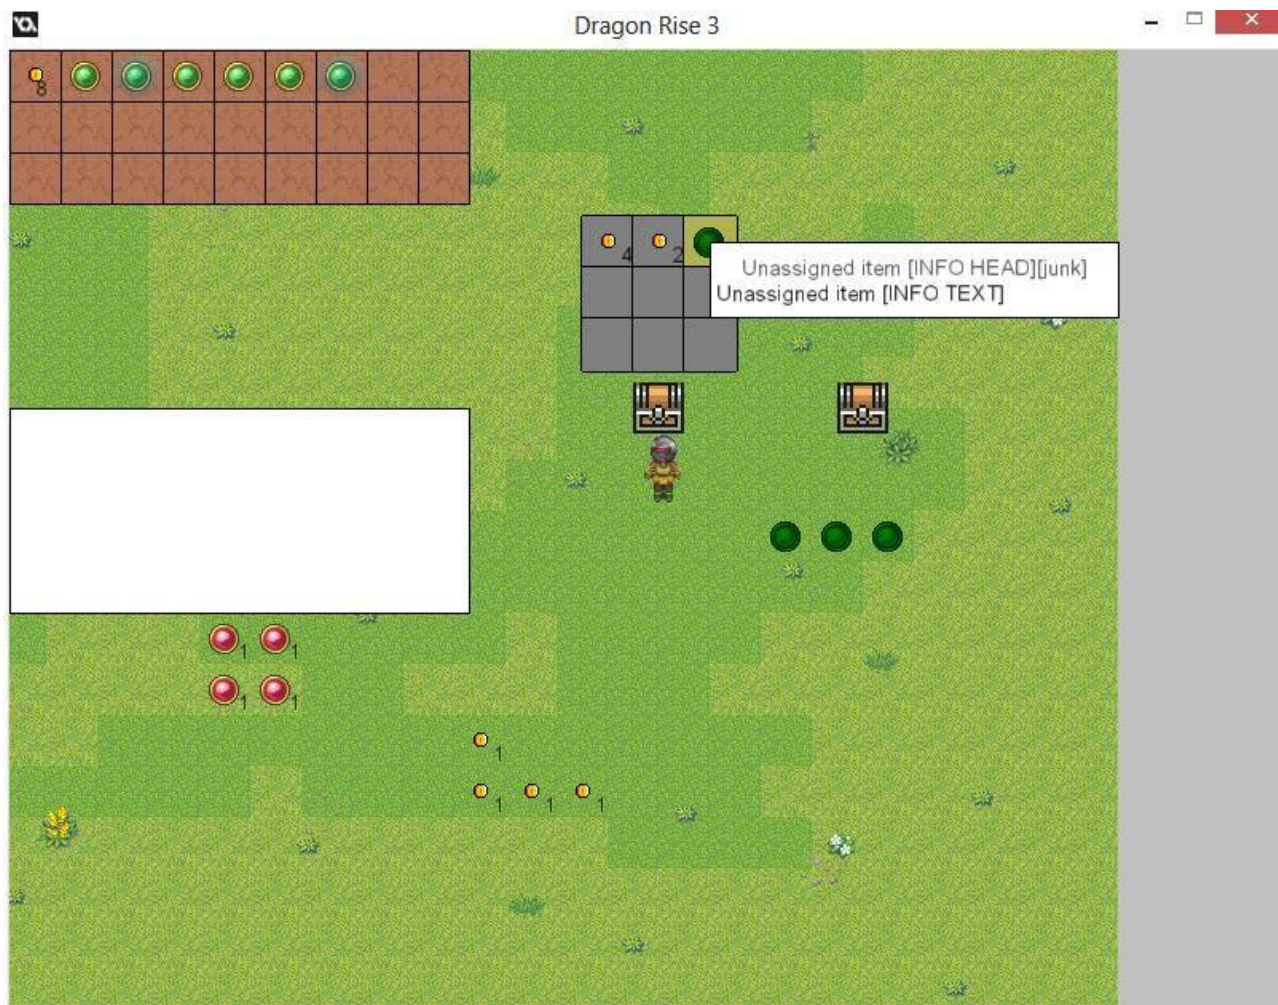 Dragon Rise 3
8
4 2
Unassigned item [INFO HEAD][junk]
Unassigned item [INFO TEXT]
1 1
1 1
1
1 1 1